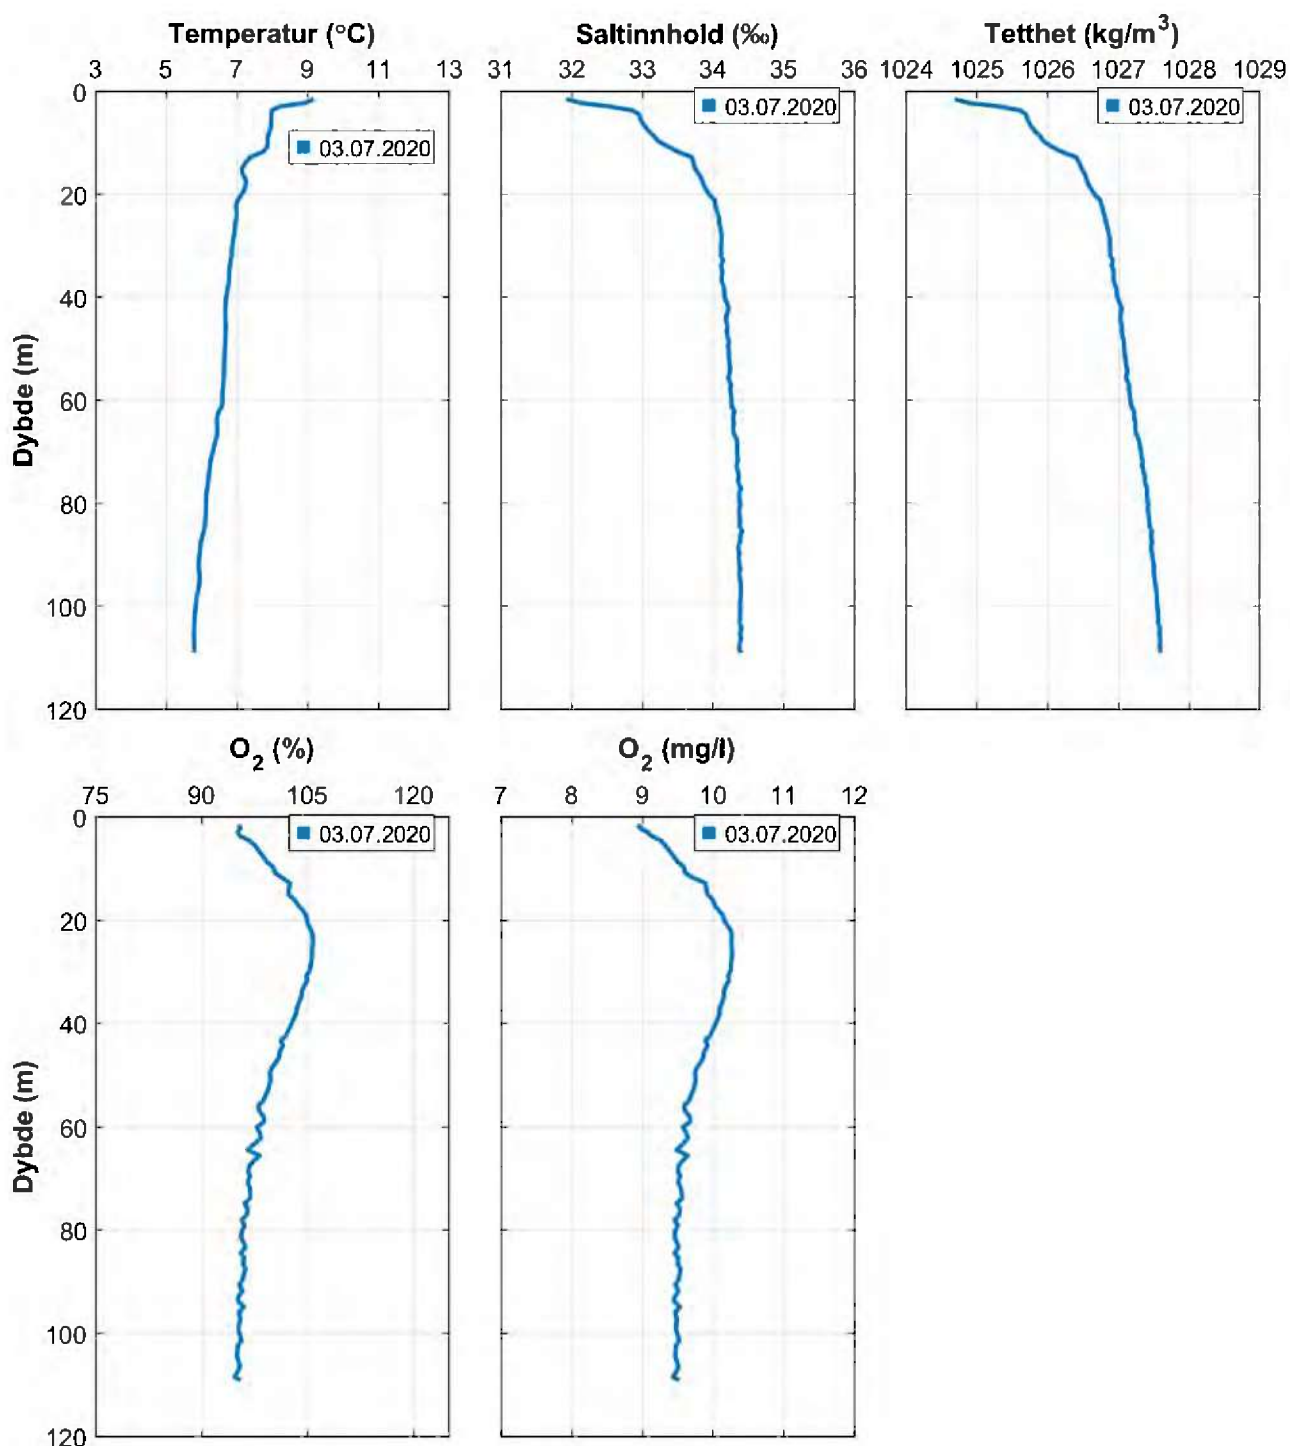 Temperatur (°C)
3 5 7 9 11 13
Saltinnhold (‰)
31 32 33 34 35 36
Tetthet (kg/m³)
1024 1025 1026 1027 1028 1029
03.07.2020
03.07.2020
03.07.2020
Dybde (m)
0
20
40
60
80
100
120
O₂ (%)
75 90 105 120
O₂ (mg/l)
7 8 9 10 11 12
03.07.2020
03.07.2020
Dybde (m)
0
20
40
60
80
100
120